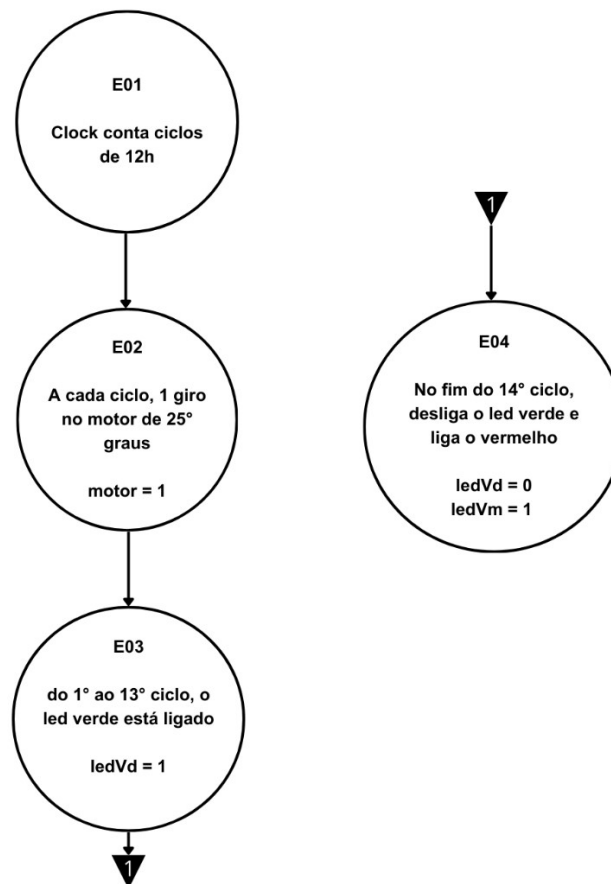 E01
Clock conta ciclos
de 12h
E02
A cada ciclo, 1 giro
no motor de 25°
graus
motor = 1
E03
do 1° ao 13° ciclo, o
led verde está ligado
ledVd = 1
1
1
E04
No fim do 14° ciclo,
desliga o led verde e
liga o vermelho
ledVd = 0
ledVm = 1